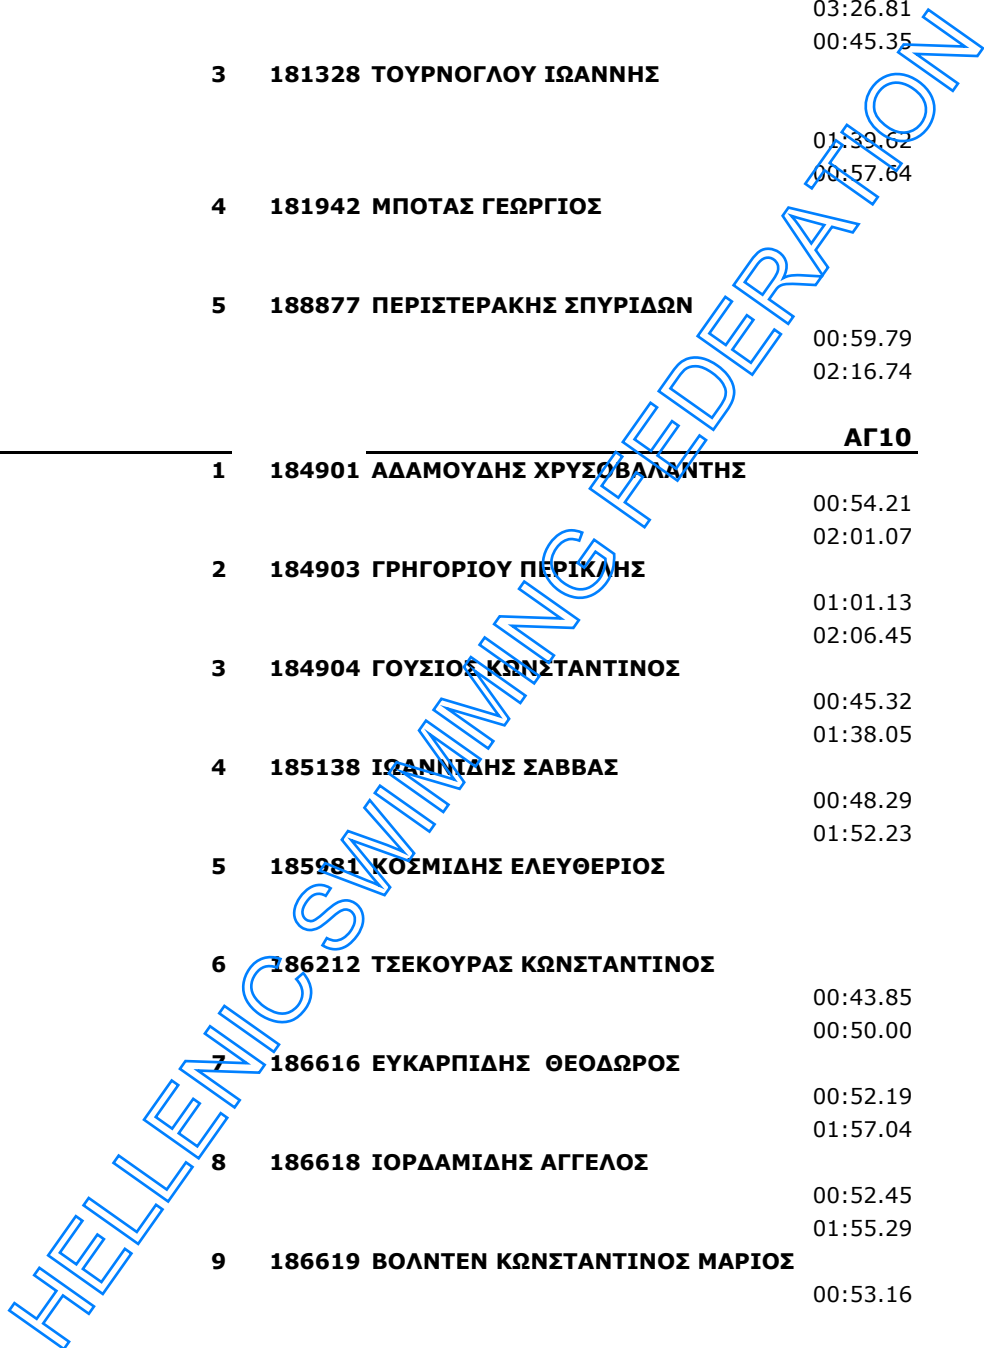 03:26.81
00:45.35
3 181328 ΤΟΥΡΝΟΓΛΟΥ ΙΩΑΝΝΗΣ
01:39.62
00:57.64
4 181942 ΜΠΟΤΑΣ ΓΕΩΡΓΙΟΣ
5 188877 ΠΕΡΙΣΤΕΡΑΚΗΣ ΣΠΥΡΙΔΩΝ
00:59.79
02:16.74
ΑΓ10
1 184901 ΑΔΑΜΟΥΔΗΣ ΧΡΥΣΟΒΑΛΑΝΤΗΣ
00:54.21
02:01.07
2 184903 ΓΡΗΓΟΡΙΟΥ ΠΕΡΙΚΛΗΣ
01:01.13
02:06.45
3 184904 ΓΟΥΣΙΟΣ ΚΩΝΣΤΑΝΤΙΝΟΣ
00:45.32
01:38.05
4 185138 ΙΩΑΝΝΙΔΗΣ ΣΑΒΒΑΣ
00:48.29
01:52.23
5 185981 ΚΟΣΜΙΔΗΣ ΕΛΕΥΘΕΡΙΟΣ
6 186212 ΤΣΕΚΟΥΡΑΣ ΚΩΝΣΤΑΝΤΙΝΟΣ
00:43.85
00:50.00
7 186616 ΕΥΚΑΡΠΙΔΗΣ  ΘΕΟΔΩΡΟΣ
00:52.19
01:57.04
8 186618 ΙΟΡΔΑΜΙΔΗΣ ΑΓΓΕΛΟΣ
00:52.45
01:55.29
9 186619 ΒΟΛΝΤΕΝ ΚΩΝΣΤΑΝΤΙΝΟΣ ΜΑΡΙΟΣ
00:53.16
HELLENIC SWIMMING FEDERATION